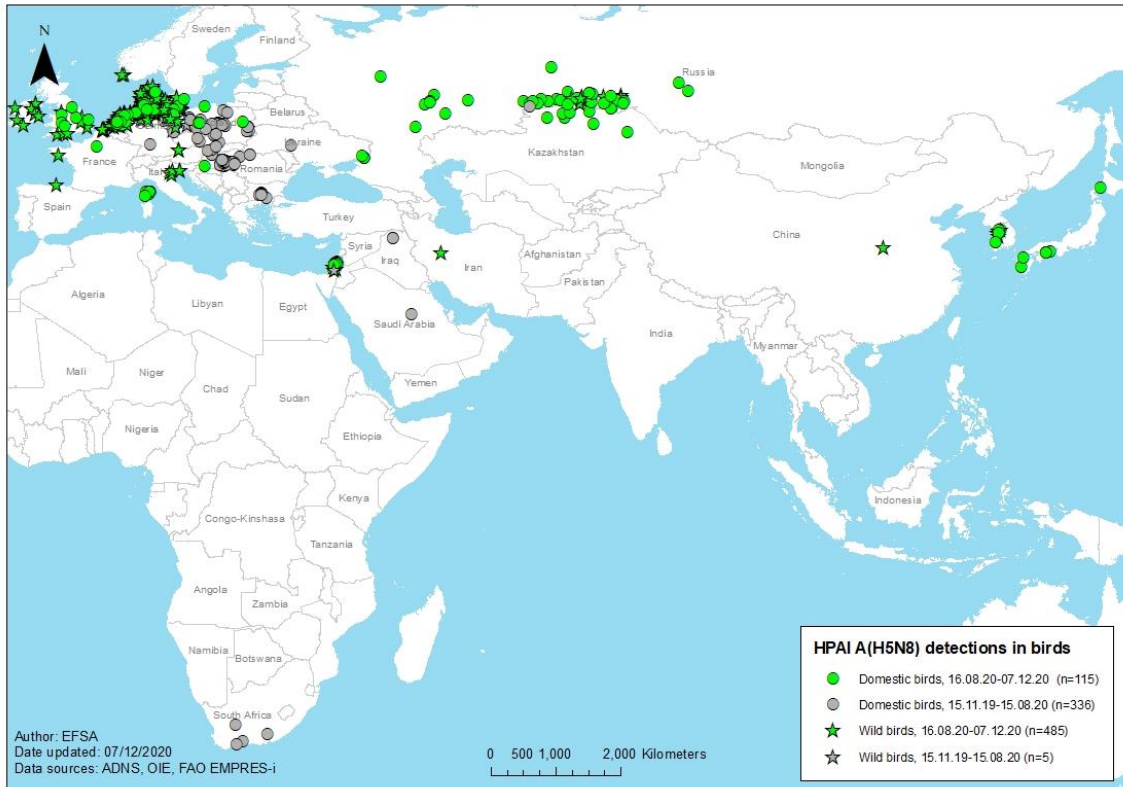 Sweden
Finland
N
Russia
Belarus
Ukraine
France
Romania
Kazakhstan
Mongolia
Spain
Turkey
China
Syria
Iraq
Iran
Afghanistan
Pakistan
Algeria
Libyan
Egypt
Saudi Arabia
India
Myanmar
Mali
Niger
Chad
Sudan
Yemen
Nigeria
Ethiopia
Kenya
Congo-Kinshasa
Indonesia
Tanzania
Angola
Zambia
Namibia
Botswana
South Africa
HPAI A(H5N8) detections in birds
Domestic birds, 16.08.20-07.12.20 (n=115)
Domestic birds, 15.11.19-15.08.20 (n=336)
Wild birds, 16.08.20-07.12.20 (n=485)
Wild birds, 15.11.19-15.08.20 (n=5)
Author: EFSA
Date updated: 07/12/2020
Data sources: ADNS, OIE, FAO EMPRES-i
0 500 1,000 2,000 Kilometers